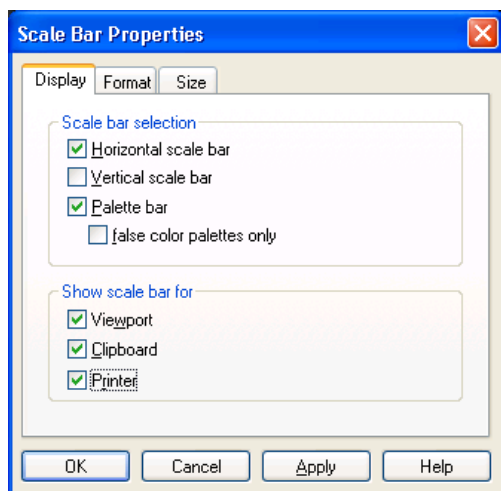 Scale Bar Properties
Display Format Size
Scale bar selection
Horizontal scale bar
Vertical scale bar
Palette bar
false color palettes only
Show scale bar for
Viewport
Clipboard
Printer
OK Cancel Apply Help